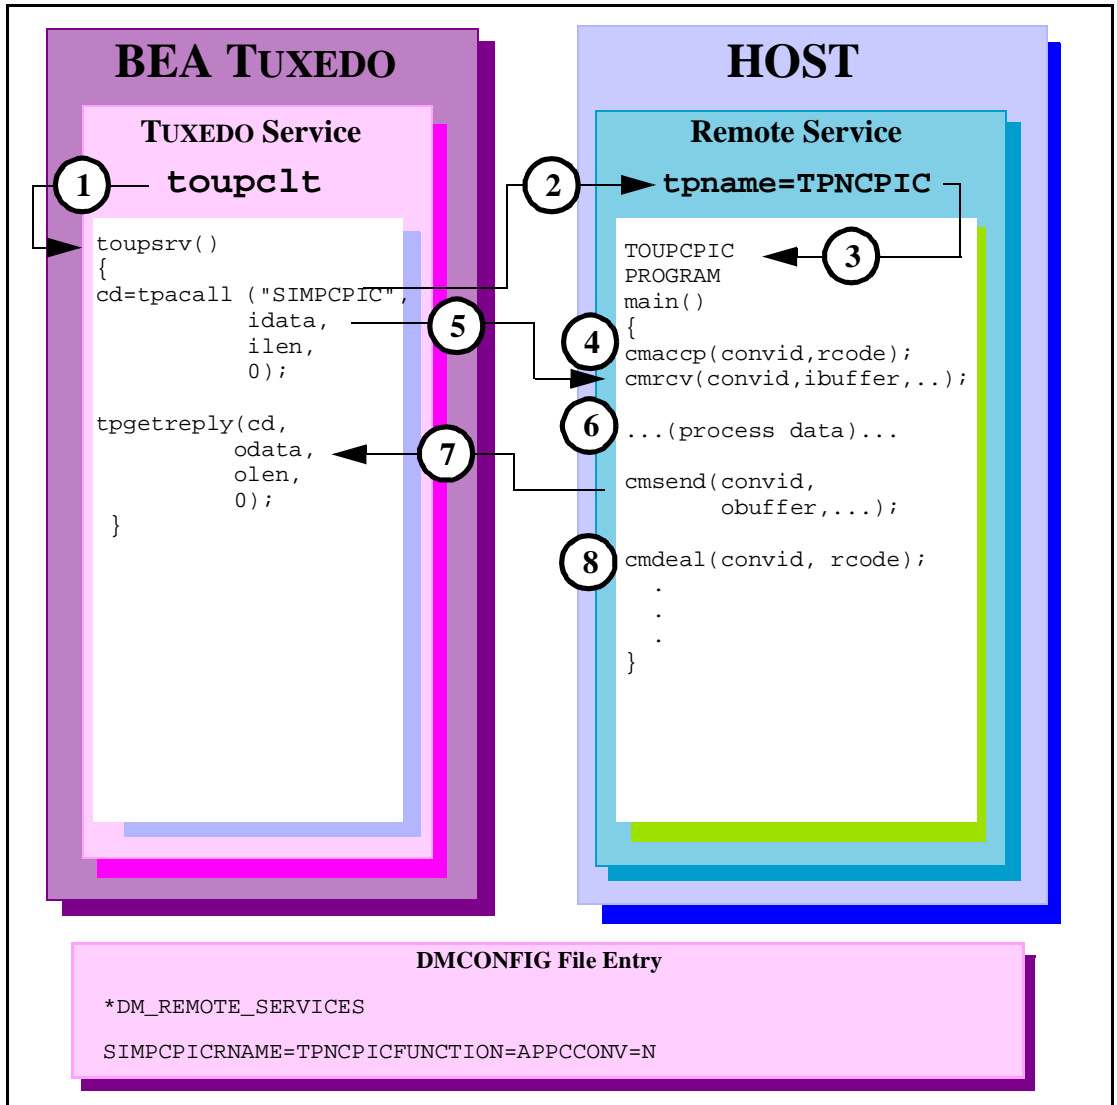 BEA TUXEDO
TUXEDO Service
1
toupclt
toupsrv()
{
cd=tpacall ("SIMPCPIC",
idata,
ilen,
0);
5
tpgetreply(cd,
odata,
olen,
0);
}
7
HOST
Remote Service
2
tpname=TPNCPIC
3
TOUPCPIC
PROGRAM
main()
{
4
cmaccp(convid,rcode);
cmrcv(convid,ibuffer,..);
6
...(process data)...
cmsend(convid,
obuffer,...);
8
cmdeal(convid, rcode);
.
.
.
}
DMCONFIG File Entry
*DM_REMOTE_SERVICES
SIMPCPICRNAME=TPNCPICFUNCTION=APPCCONV=N